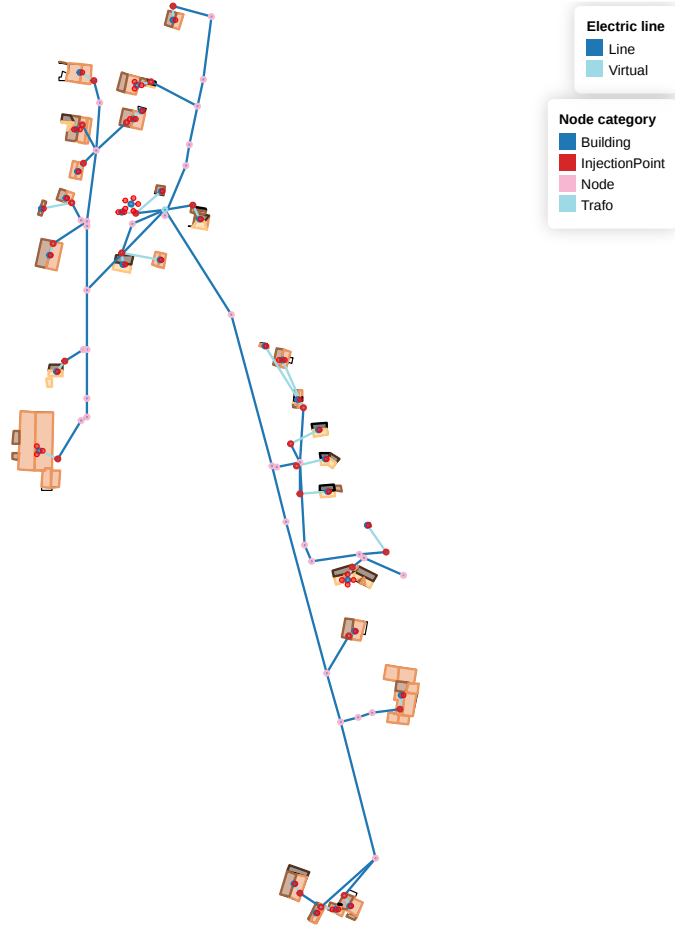 Electric line
Line
Virtual
Node category
Building
InjectionPoint
Node
Trafo